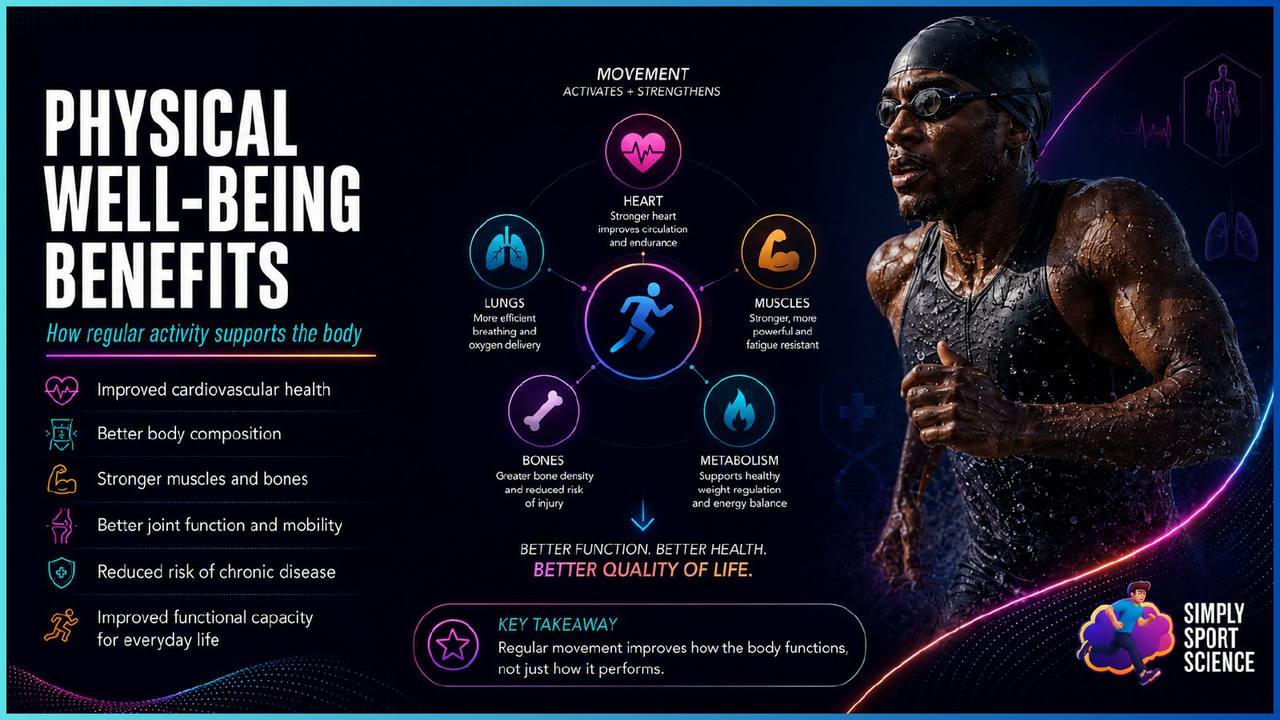 PHYSICAL
WELL-BEING
BENEFITS
How regular activity supports the body
Improved cardiovascular health
Better body composition
Stronger muscles and bones
Better joint function and mobility
Reduced risk of chronic disease
Improved functional capacity
for everyday life
MOVEMENT
ACTIVATES + STRENGTHENS
HEART
Stronger heart
improves circulation
and endurance
LUNGS
More efficient
breathing and
oxygen delivery
MUSCLES
Stronger, more
powerful and
fatigue resistant
BONES
Greater bone density
and reduced risk
of injury
METABOLISM
Supports healthy
weight regulation
and energy balance
BETTER FUNCTION. BETTER HEALTH.
BETTER QUALITY OF LIFE.
KEY TAKEAWAY
Regular movement improves how the body functions,
not just how it performs.
SIMPLY
SPORT
SCIENCE